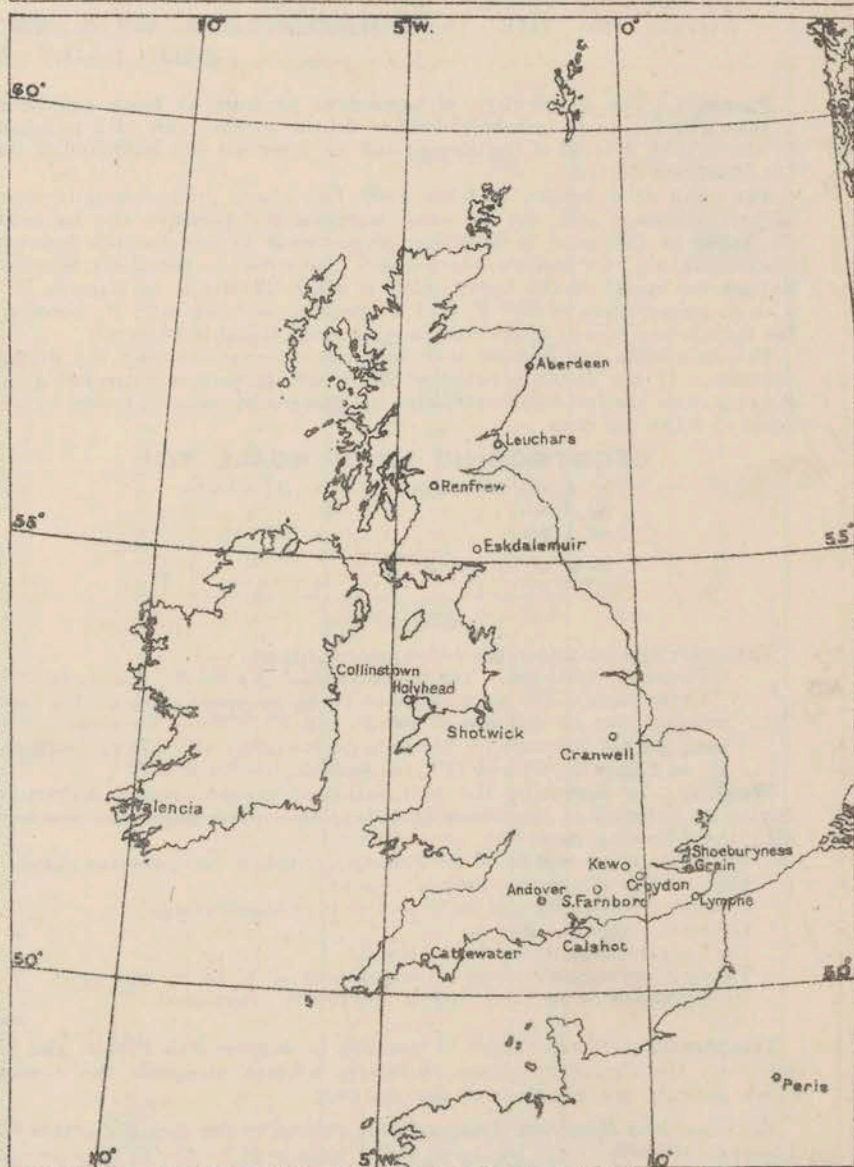 10°
5°W.
0°
60°
Aberdeen
Leuchars
Renfrew
55°
55°
Eskdalemuir
Collinstown
Holyhead
Shotwick
Cranwell
Valencia
Shoeburyness
Kew
Grain
Croydon
Andover
S.Farnboro
Lympne
Calshot
Cattewater
50°
50°
Paris
10°
5°W
0°